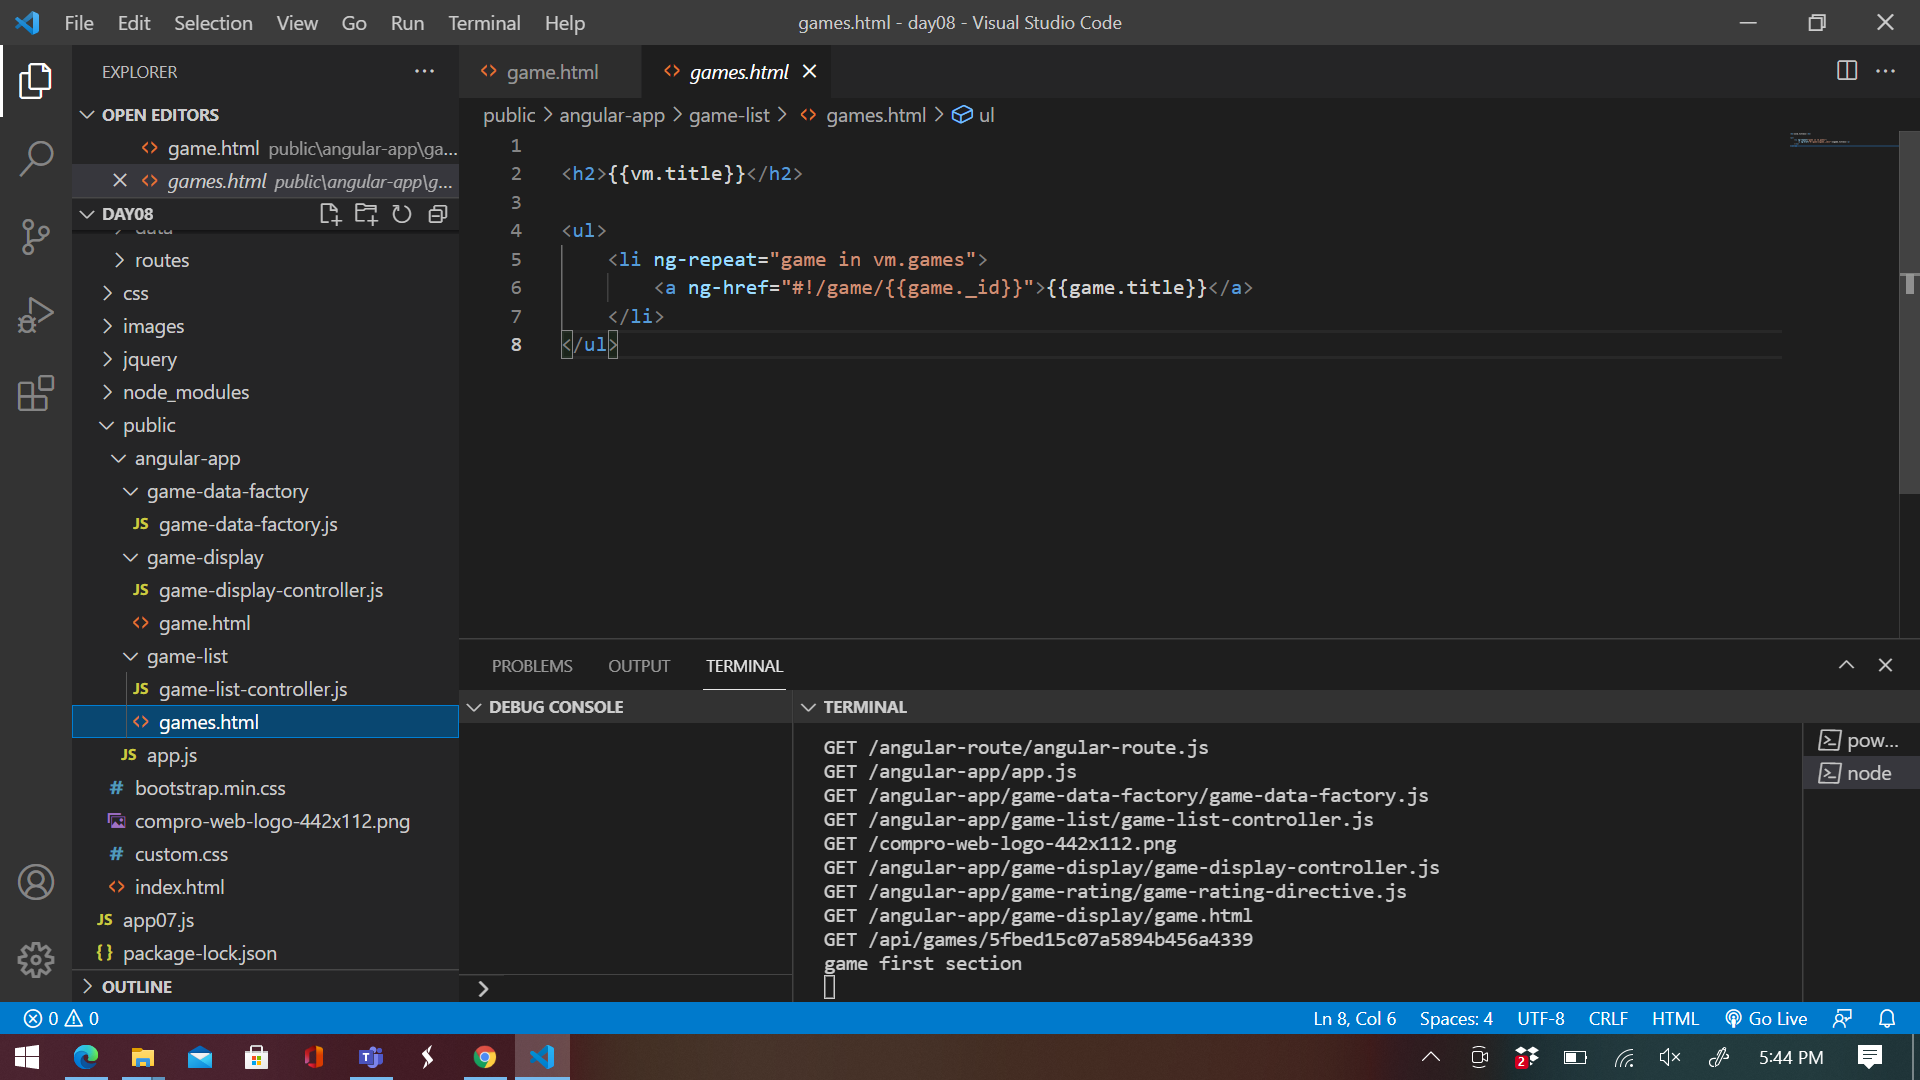 File Edit Selection View Go Run Terminal Help
games.html - day08 - Visual Studio Code
EXPLORER
OPEN EDITORS
game.html public\angular-app\ga...
games.html public\angular-app\g...
DAY08
data
routes
css
images
jquery
node_modules
public
angular-app
game-data-factory
JS game-data-factory.js
game-display
JS game-display-controller.js
game.html
game-list
JS game-list-controller.js
games.html
JS app.js
# bootstrap.min.css
compro-web-logo-442x112.png
# custom.css
index.html
JS app07.js
{} package-lock.json
OUTLINE
game.html
games.html
public > angular-app > game-list > games.html > ul
1
2 <h2>{{vm.title}}</h2>
3
4 <ul>
5 <li ng-repeat="game in vm.games">
6 <a ng-href="#!/game/{{game._id}}">{{game.title}}</a>
7 </li>
8 </ul>
PROBLEMS OUTPUT TERMINAL
DEBUG CONSOLE
TERMINAL
GET /angular-route/angular-route.js
GET /angular-app/app.js
GET /angular-app/game-data-factory/game-data-factory.js
GET /angular-app/game-list/game-list-controller.js
GET /compro-web-logo-442x112.png
GET /angular-app/game-display/game-display-controller.js
GET /angular-app/game-rating/game-rating-directive.js
GET /angular-app/game-display/game.html
GET /api/games/5fbed15c07a5894b456a4339
game first section
pow...
node
0 0
Ln 8, Col 6 Spaces: 4 UTF-8 CRLF HTML Go Live
2
5:44 PM